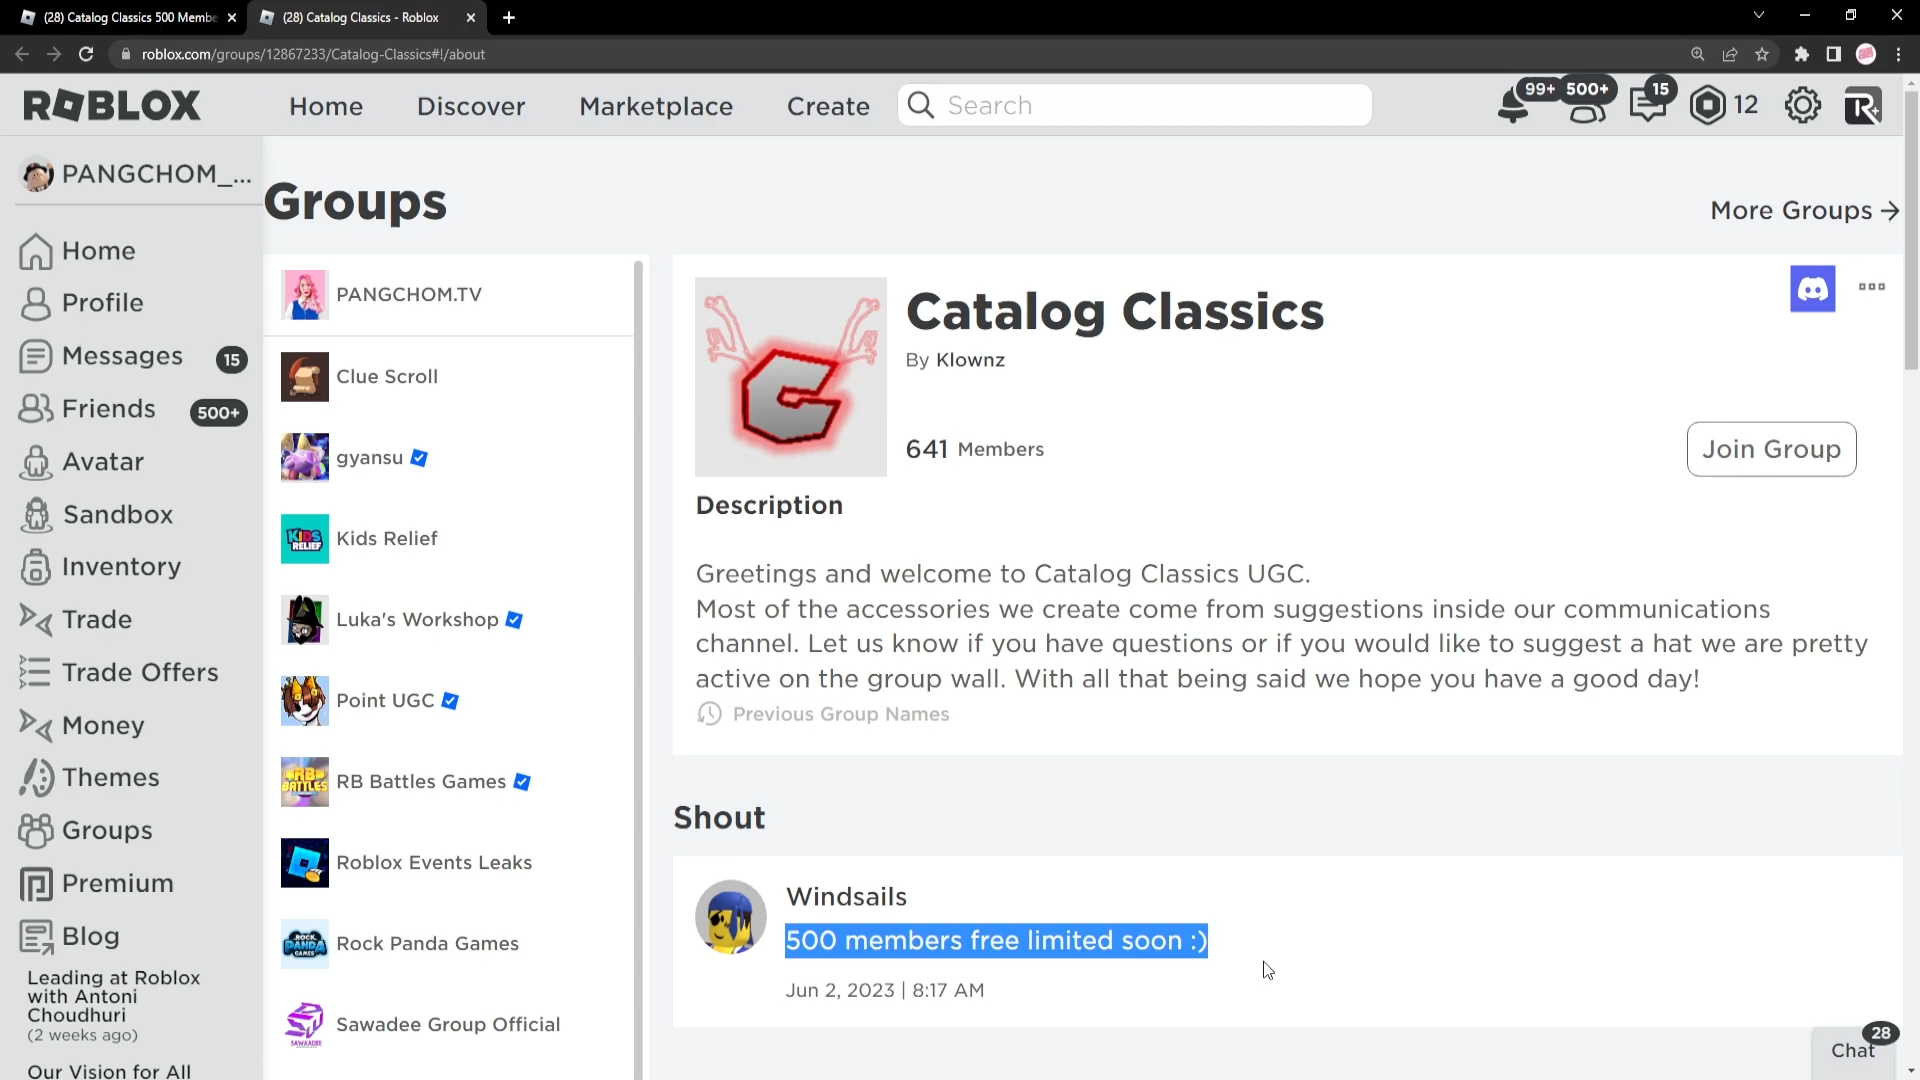 (28) Catalog Classics 500 Membe
(28) Catalog Classics - Roblox
roblox.com/groups/12867233/Catalog-Classics#!/about
ROBLOX
Home
Discover
Marketplace
Create
Search
99+
500+
15
12
PANGCHOM_...
Home
Profile
Messages
15
Friends
500+
Avatar
Sandbox
Inventory
Trade
Trade Offers
Money
Themes
Groups
Premium
Blog
Leading at Roblox
with Antoni
Choudhuri
(2 weeks ago)
Our Vision for All
Groups
More Groups
PANGCHOM.TV
Clue Scroll
gyansu
KIDS
RELIEF
Kids Relief
Luka's Workshop
Point UGC
RB
BATTLES
RB Battles Games
Roblox Events Leaks
ROCK
PANDA
GAMES
Rock Panda Games
SAWAADEE
Sawadee Group Official
Catalog Classics
By Klownz
641 Members
Join Group
Description
Greetings and welcome to Catalog Classics UGC.
Most of the accessories we create come from suggestions inside our communications
channel. Let us know if you have questions or if you would like to suggest a hat we are pretty
active on the group wall. With all that being said we hope you have a good day!
Previous Group Names
Shout
Windsails
500 members free limited soon :)
Jun 2, 2023 | 8:17 AM
28
Chat